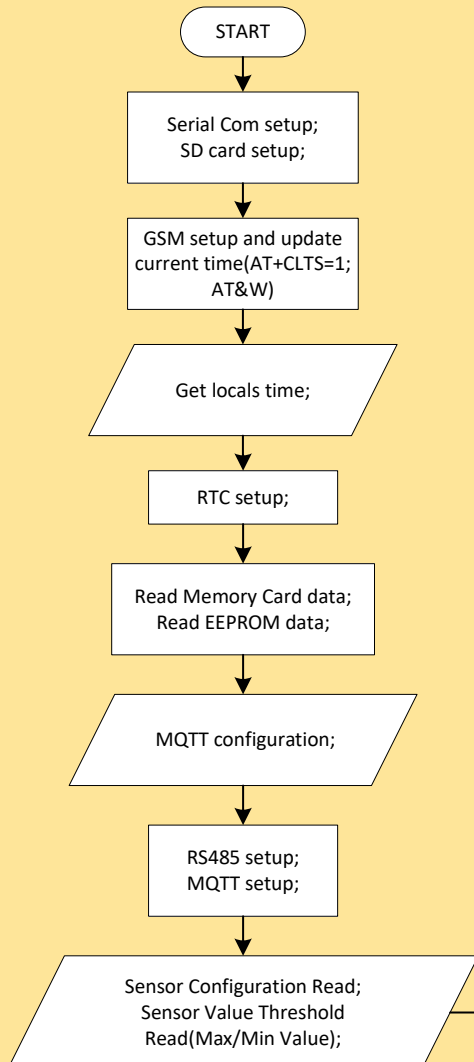 START
Serial Com setup;
SD card setup;
GSM setup and update
current time(AT+CLTS=1;
AT&W)
Get locals time;
RTC setup;
Read Memory Card data;
Read EEPROM data;
MQTT configuration;
RS485 setup;
MQTT setup;
Sensor Configuration Read;
Sensor Value Threshold
Read(Max/Min Value);